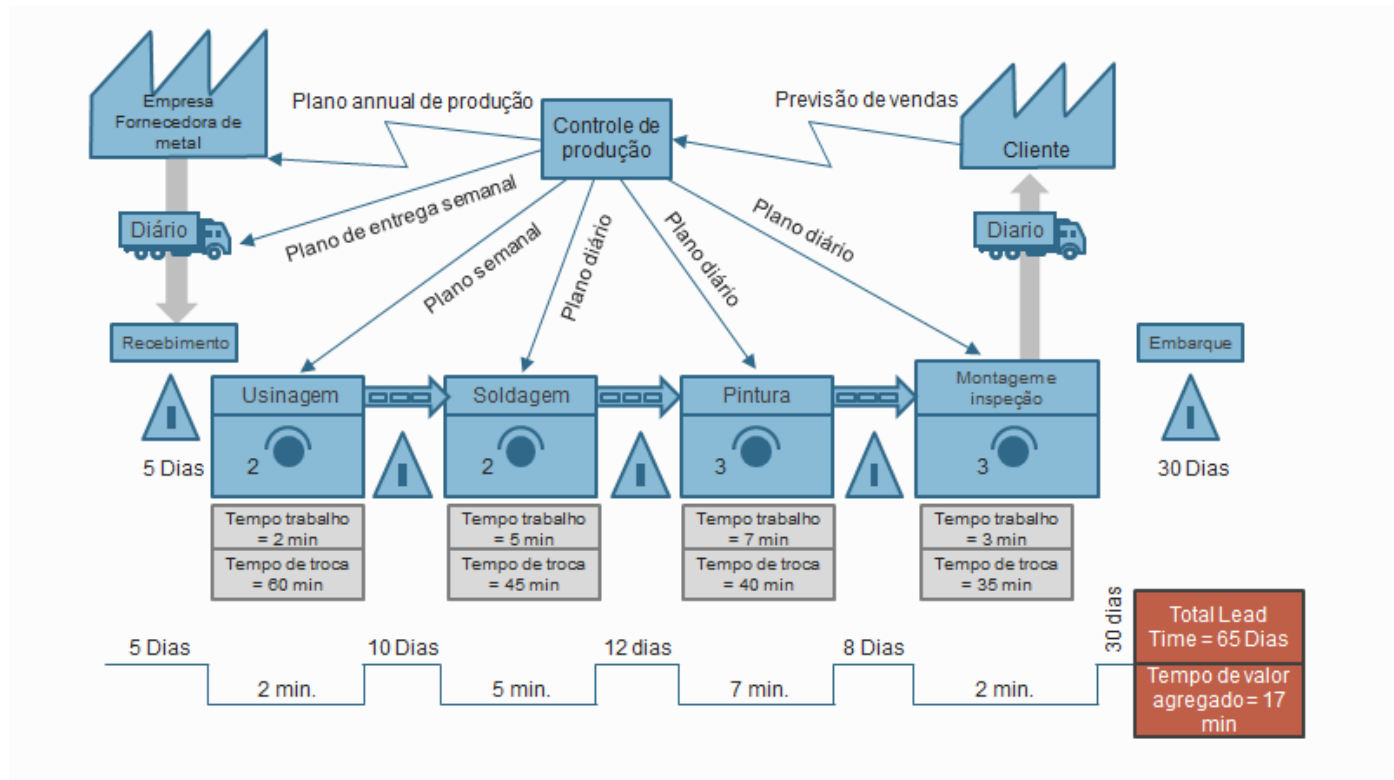 Empresa
Fornecedora de
metal
Plano annual de produção
Controle de
produção
Previsão de vendas
Cliente
Diário
Plano de entrega semanal
Plano semanal
Plano diário
Plano diário
Plano diário
Diario
Recebimento
Embarque
5 Dias
30 Dias
Usinagem
2
Soldagem
2
Pintura
3
Montagem e
inspeção
3
I
I
I
I
I
Tempo trabalho
= 2 min
Tempo de troca
= 60 min
Tempo trabalho
= 5 min
Tempo de troca
= 45 min
Tempo trabalho
= 7 min
Tempo de troca
= 40 min
Tempo trabalho
= 3 min
Tempo de troca
= 35 min
5 Dias
2 min.
10 Dias
5 min.
12 dias
7 min.
8 Dias
2 min.
30 dias
Total Lead
Time = 65 Dias
Tempo de valor
agregado = 17
min